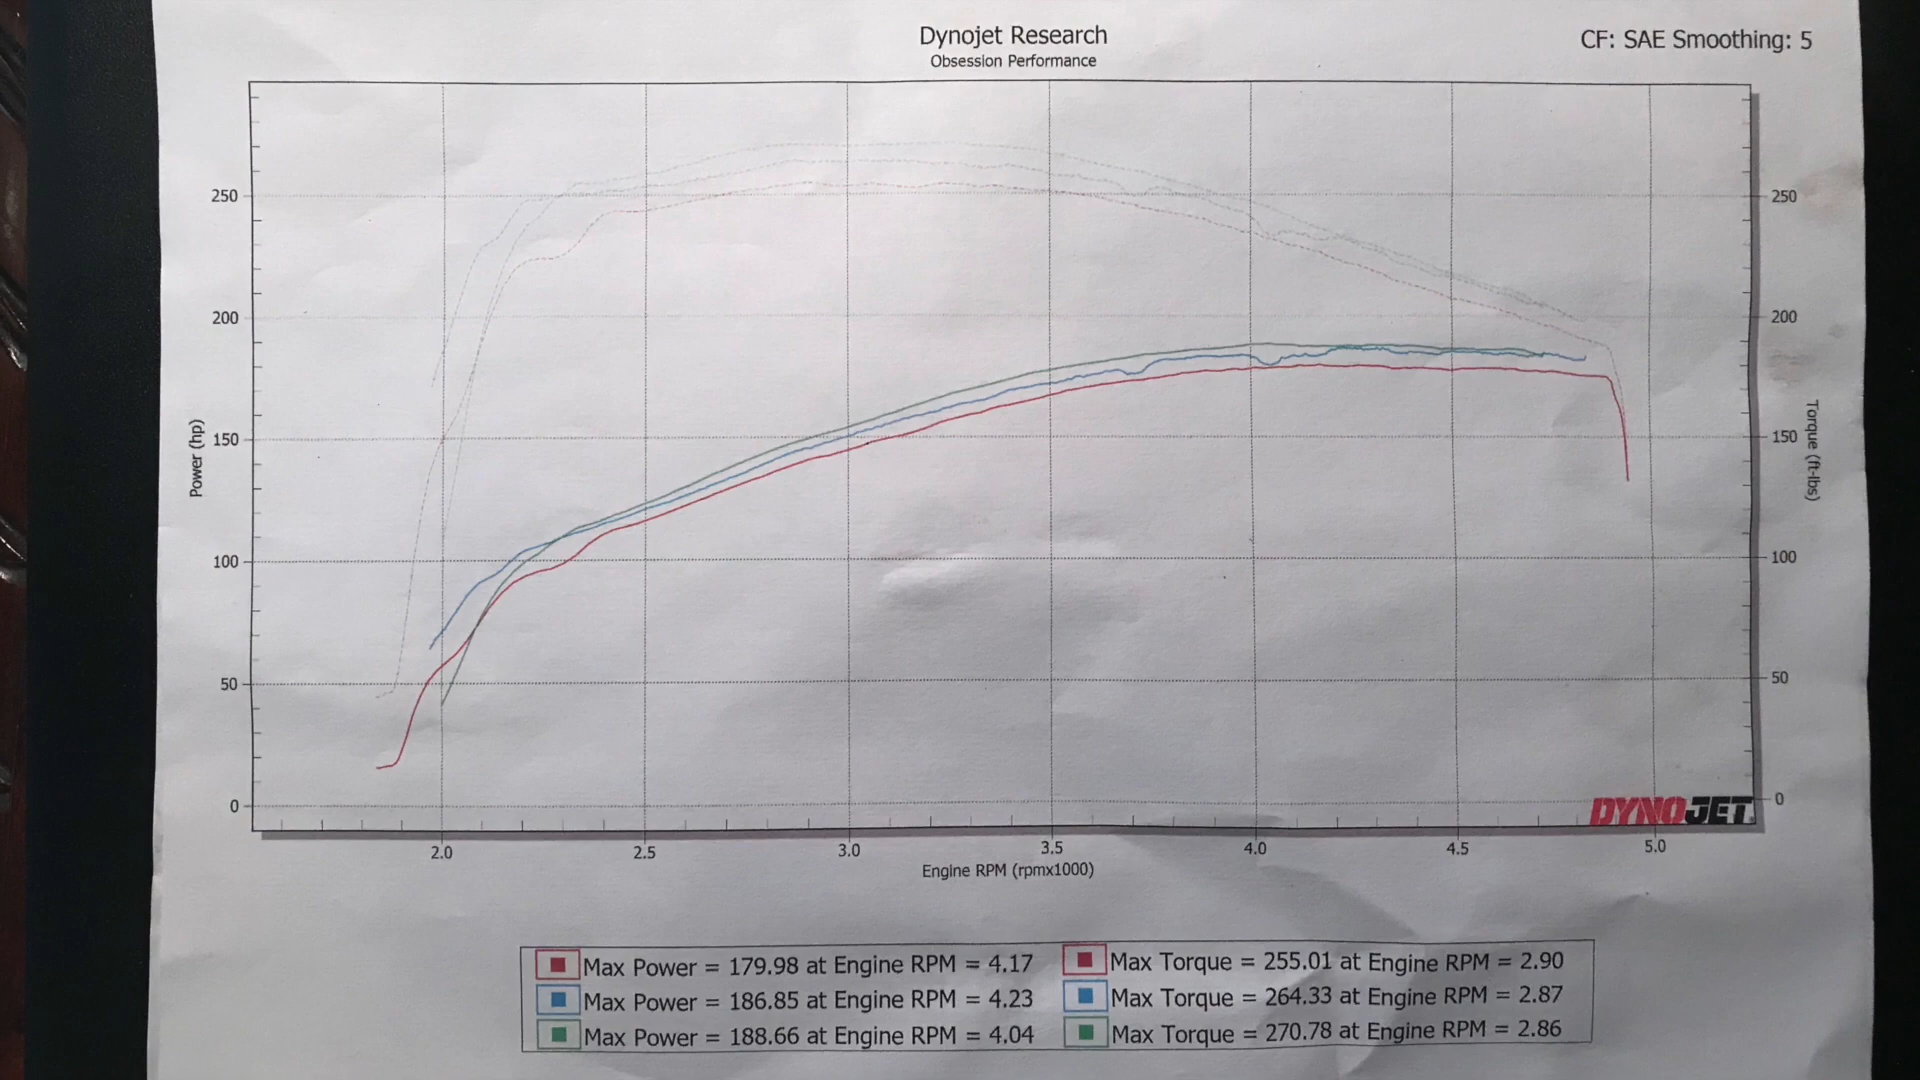 Dynojet Research
Obsession Performance
CF: SAE Smoothing: 5
250
200
150
100
50
0
Power (hp)
250
200
150
100
50
0
Torque (ft-lbs)
DYNOJET
2.0 2.5 3.0 3.5 4.0 4.5 5.0
Engine RPM (rpmx1000)
Max Power = 179.98 at Engine RPM = 4.17 Max Torque = 255.01 at Engine RPM = 2.90
Max Power = 186.85 at Engine RPM = 4.23 Max Torque = 264.33 at Engine RPM = 2.87
Max Power = 188.66 at Engine RPM = 4.04 Max Torque = 270.78 at Engine RPM = 2.86